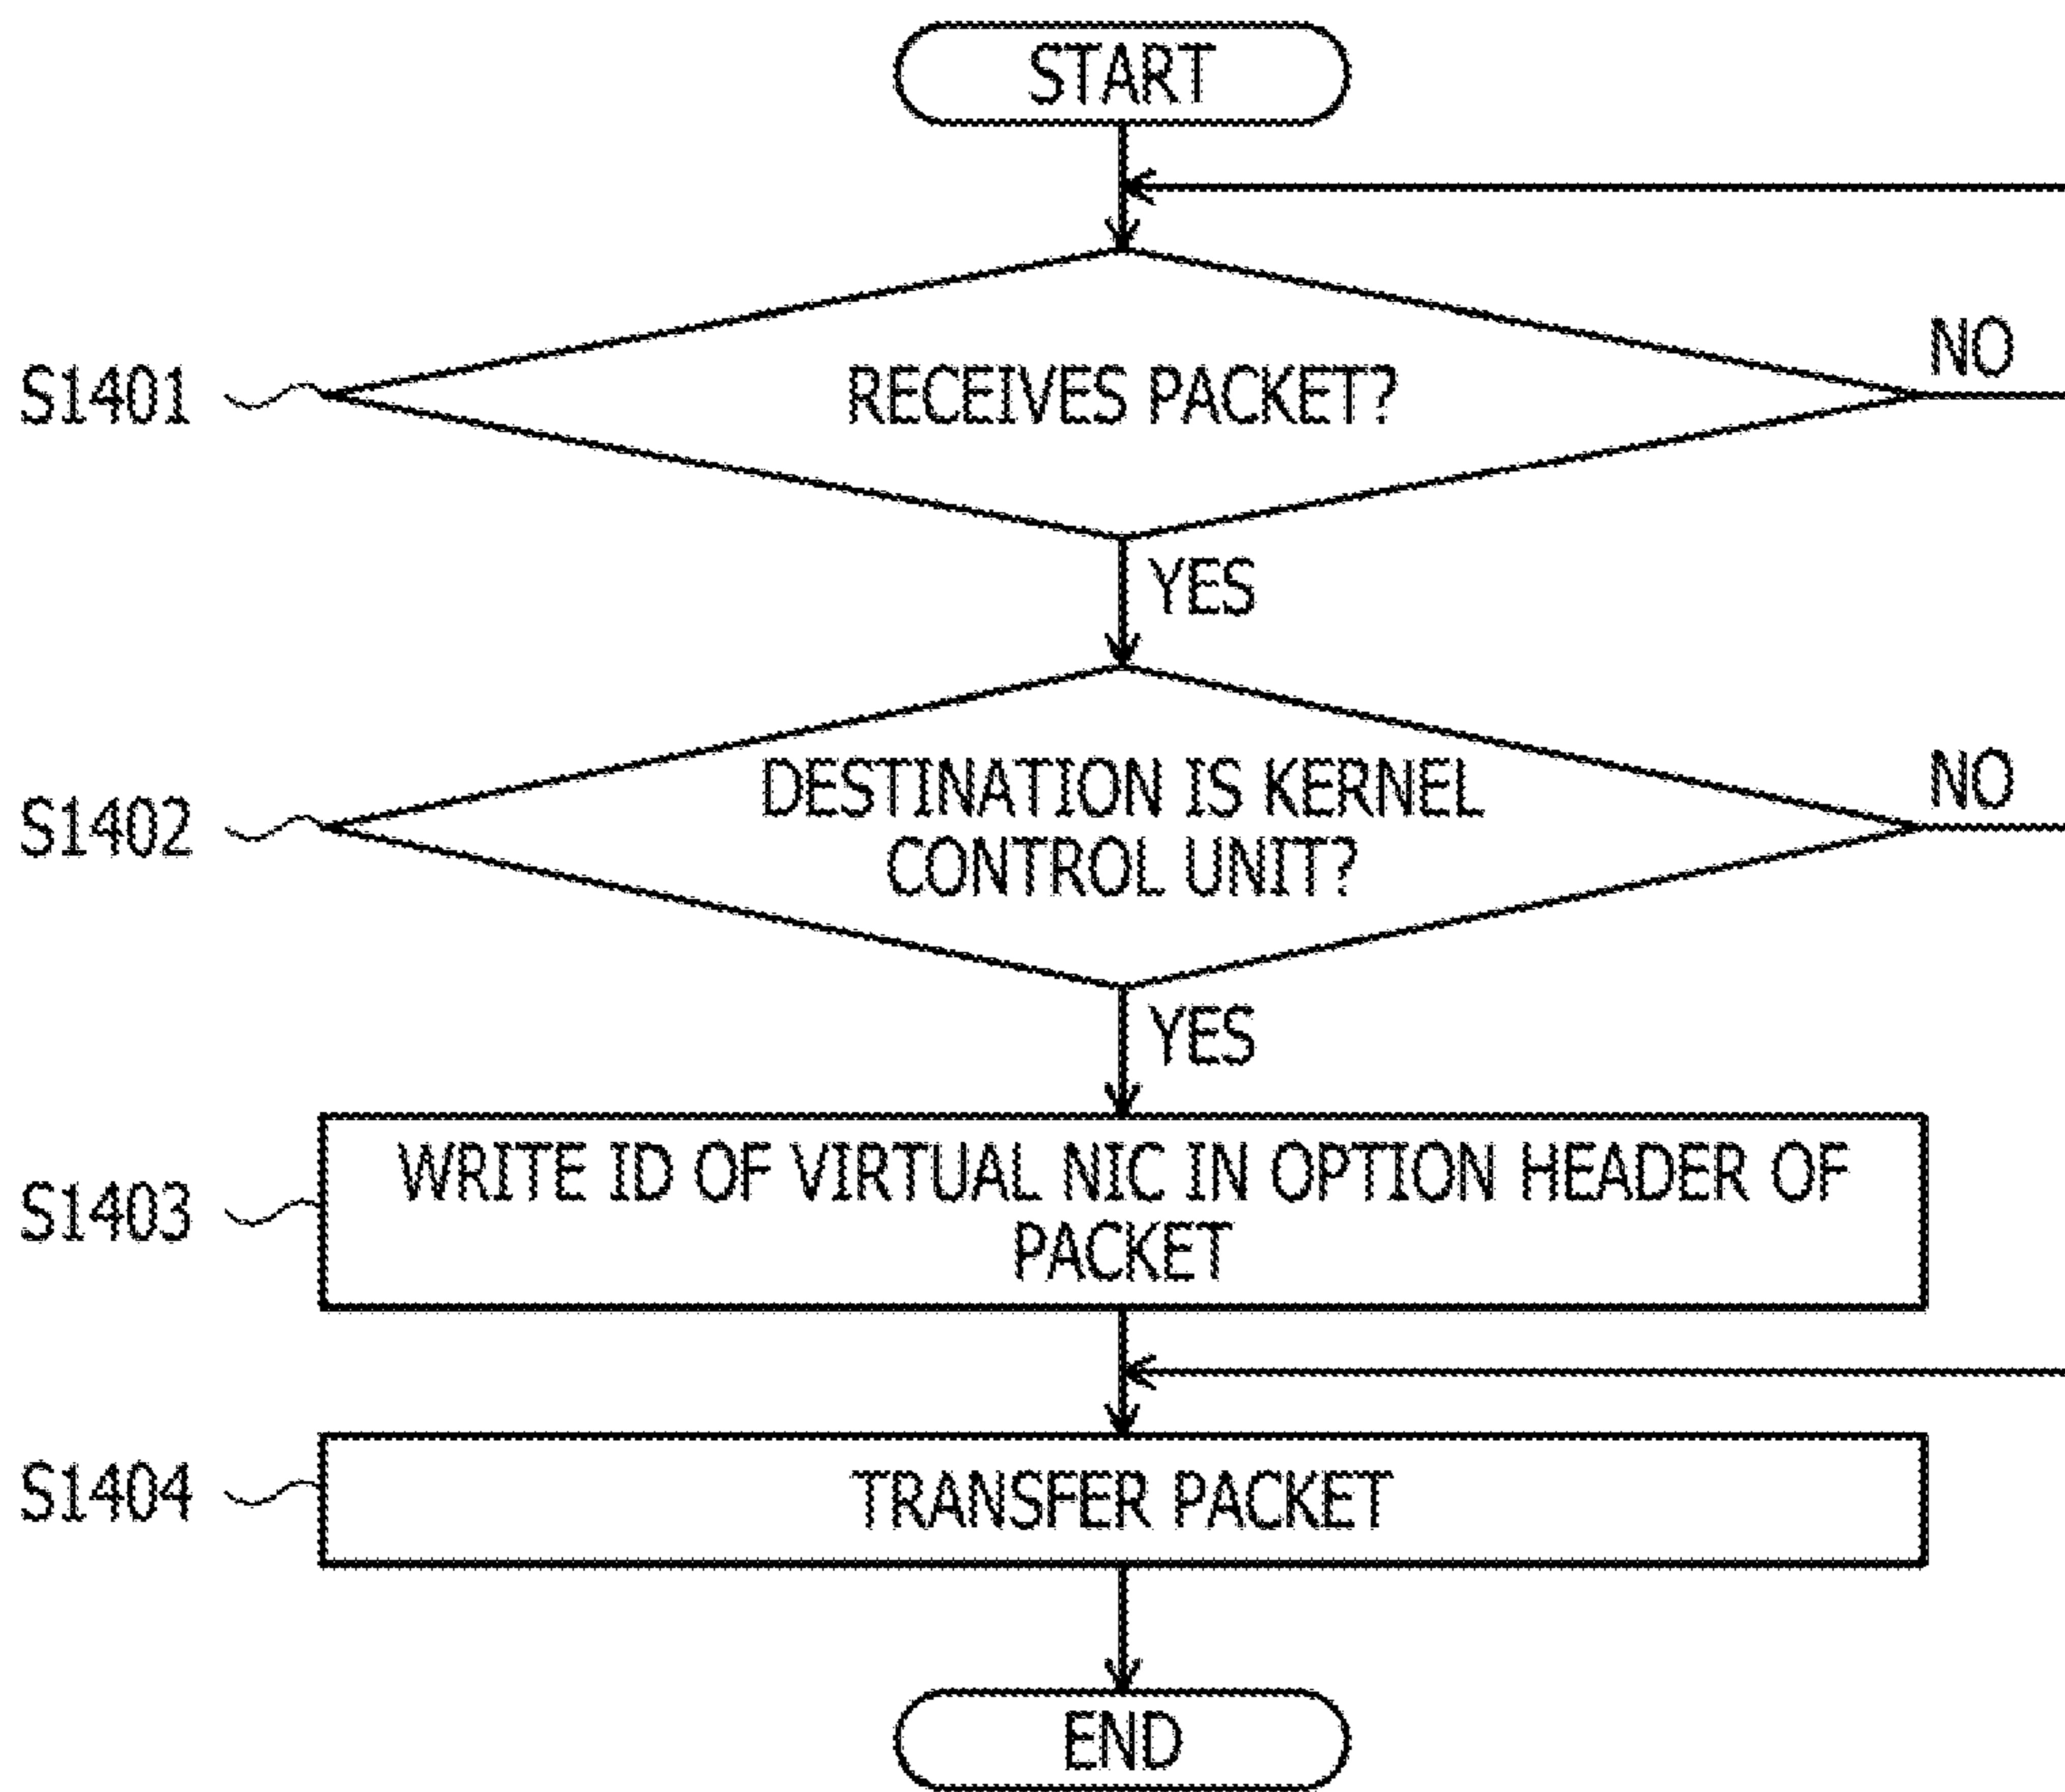 START
S1401
RECEIVES PACKET?
NO
YES
S1402
DESTINATION IS KERNEL
CONTROL UNIT?
NO
YES
S1403
WRITE ID OF VIRTUAL NIC IN OPTION HEADER OF
PACKET
S1404
TRANSFER PACKET
END